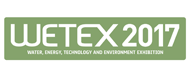 WETEX 2017
WATER, ENERGY, TECHNOLOGY AND ENVIRONMENT EXHIBITION